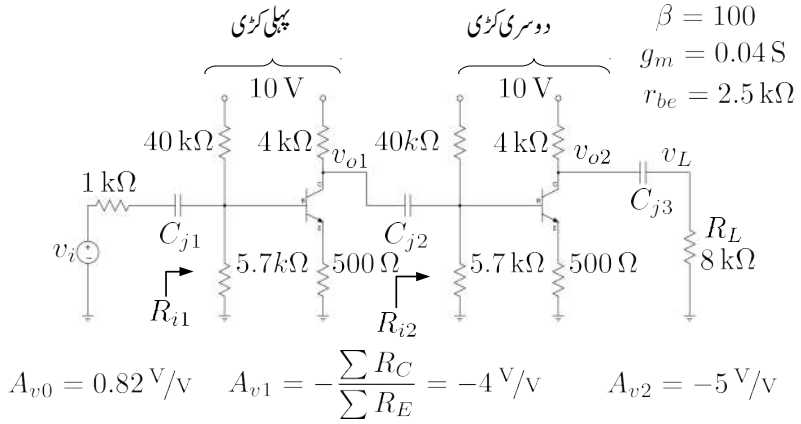 پہلی کڑی دوسری کڑی β = 100
g_m = 0.04 S
10 V 10 V r_be = 2.5 kΩ
40 kΩ 4 kΩ v_o1 40kΩ 4 kΩ v_o2 v_L
1 kΩ
C_j1 C_j2 C_j3
v_i R_L
5.7kΩ 500 Ω 5.7 kΩ 500 Ω 8 kΩ
R_i1 R_i2
A_v0 = 0.82 V/V A_v1 = -∑ R_C / ∑ R_E = -4 V/V A_v2 = -5 V/V